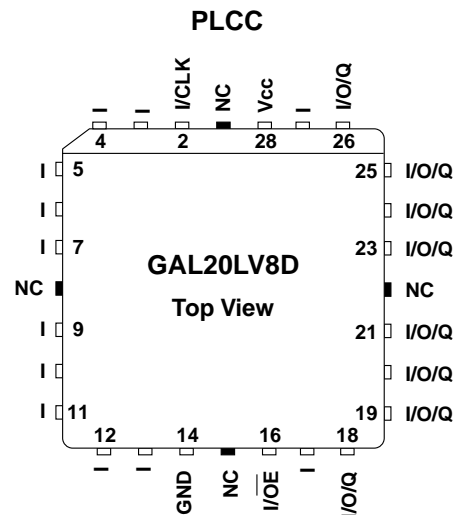 PLCC
I I I/CLK NC Vcc I I/O/Q
4 2 28 26
I 5 25 I/O/Q
I I/O/Q
I 7 23 I/O/Q
GAL20LV8D
NC NC
Top View
I 9 21 I/O/Q
I I/O/Q
I 11 19 I/O/Q
12 14 16 18
I I GND NC I/OE I I/O/Q